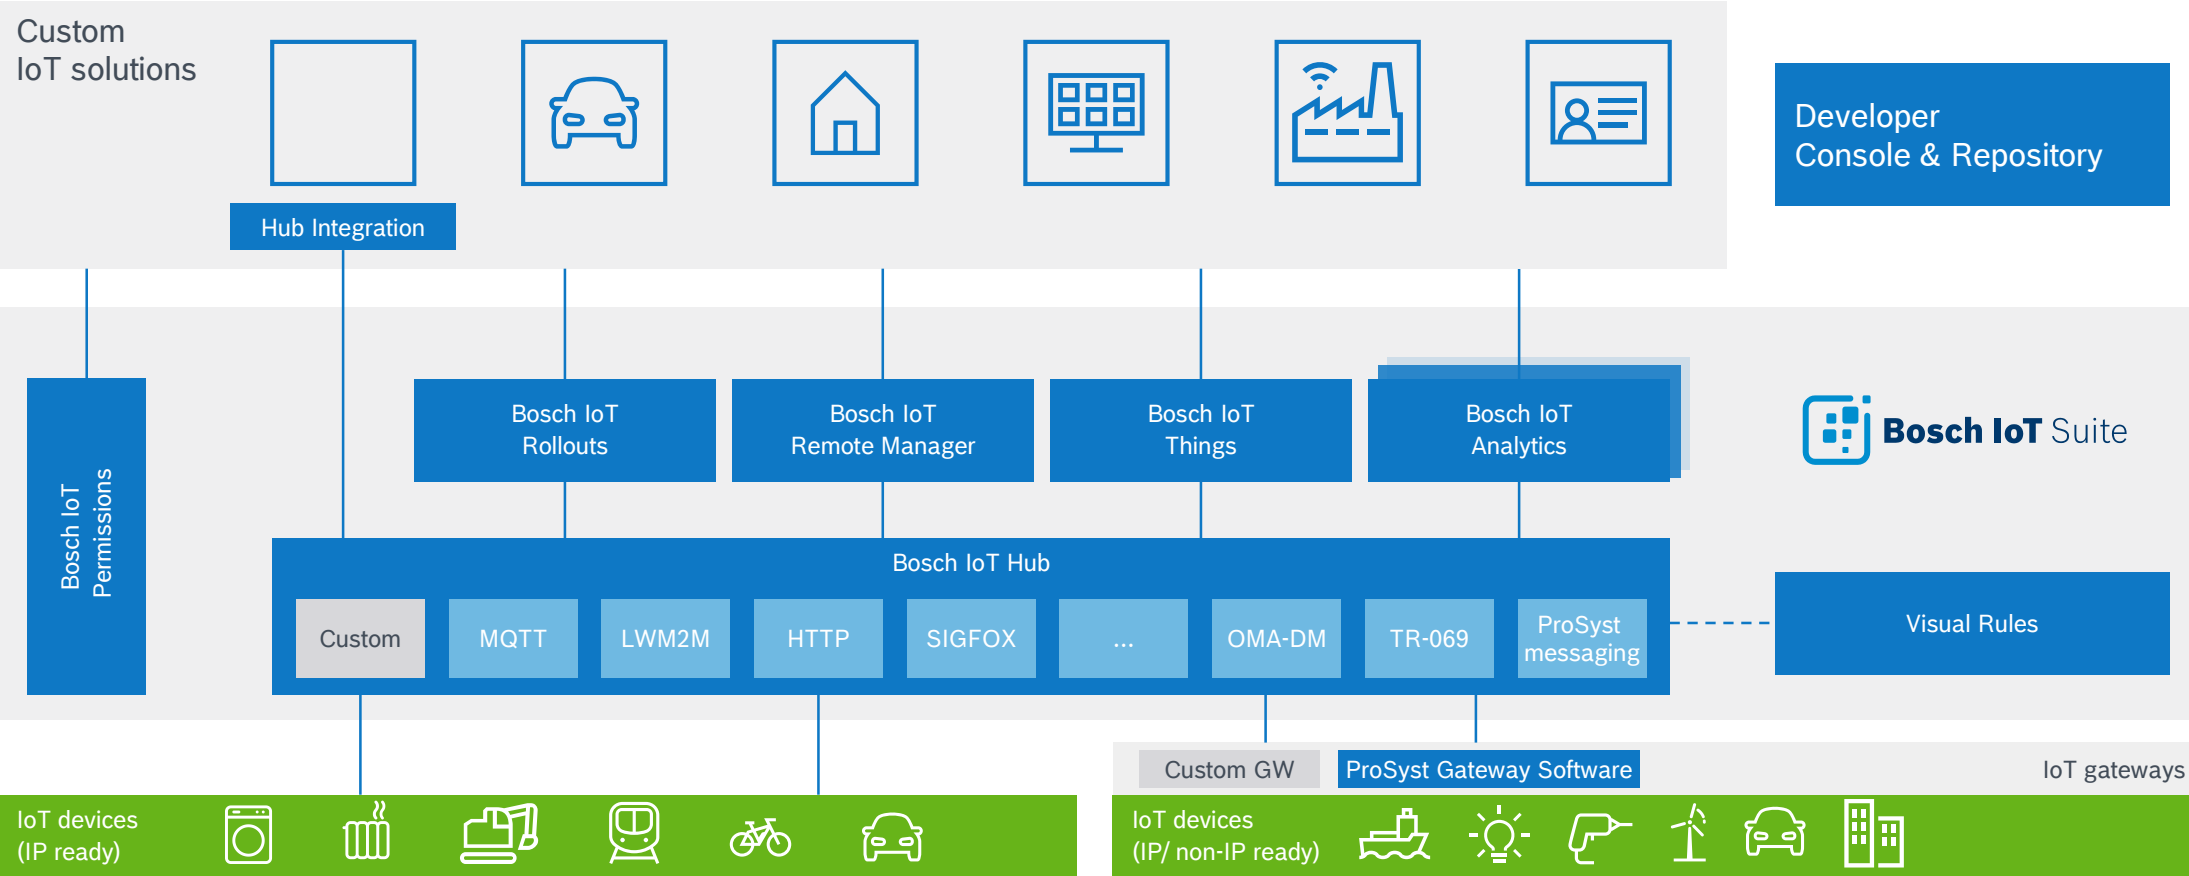 Custom
IoT solutions
Developer
Console & Repository
Hub Integration
Bosch IoT
Permissions
Bosch IoT
Rollouts
Bosch IoT
Remote Manager
Bosch IoT
Things
Bosch IoT
Analytics
Bosch IoT Suite
Bosch IoT Hub
Custom
MQTT
LWM2M
HTTP
SIGFOX
...
OMA-DM
TR-069
ProSyst
messaging
Visual Rules
Custom GW
ProSyst Gateway Software
IoT gateways
IoT devices
(IP ready)
IoT devices
(IP/ non-IP ready)